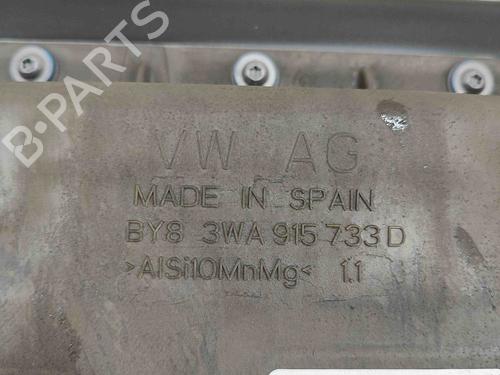 B-PARTS
VW AG
MADE IN SPAIN
BY8 3WA 915 733 D
>AlSi10MnMg< 1.1